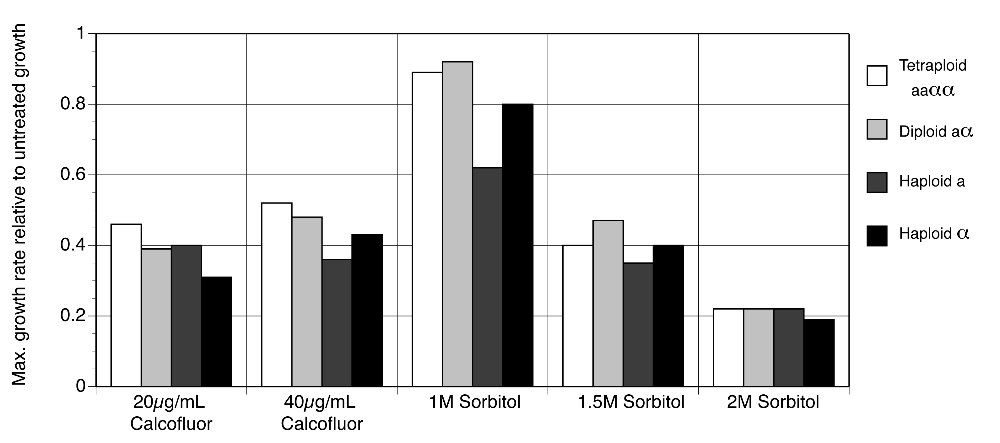 Max. growth rate relative to untreated growth
1
0.8
0.6
0.4
0.2
0
20µg/mL
Calcofluor
40µg/mL
Calcofluor
1M Sorbitol
1.5M Sorbitol
2M Sorbitol
Tetraploid
aaαα
Diploid aα
Haploid a
Haploid α